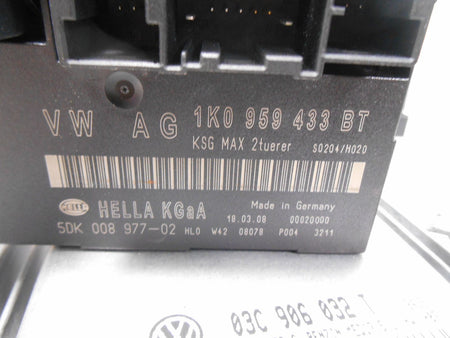 VW AG 1K0 959 433 BT
KSG MAX 2tuerer S0204/H020
HELLA
HELLA KGaA
Made in Germany
18.03.08 00020000
5DK 008 977-02 HL0 W42 08078 P004 3211
03C 906 032 T